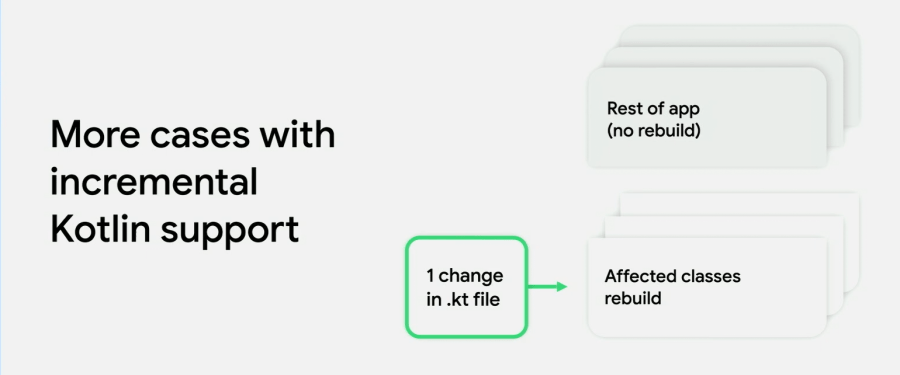 More cases with
incremental
Kotlin support
Rest of app
(no rebuild)
1 change
in .kt file
Affected classes
rebuild